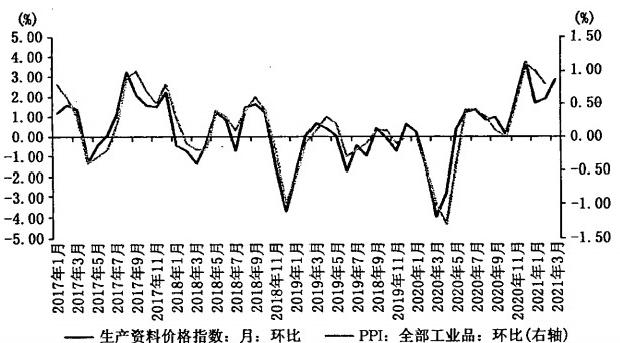 (%)
(%)
5.00
4.00
3.00
2.00
1.00
0.00
-1.00
-2.00
-3.00
-4.00
-5.00
1.50
1.00
0.50
0.00
-0.50
-1.00
-1.50
2017年1月
2017年3月
2017年5月
2017年7月
2017年9月
2017年11月
2018年1月
2018年3月
2018年5月
2018年7月
2018年9月
2018年11月
2019年1月
2019年3月
2019年5月
2019年7月
2019年9月
2019年11月
2020年1月
2020年3月
2020年5月
2020年7月
2020年9月
2020年11月
2021年1月
2021年3月
生产资料价格指数：月：环比
PPI：全部工业品：环比(右轴)